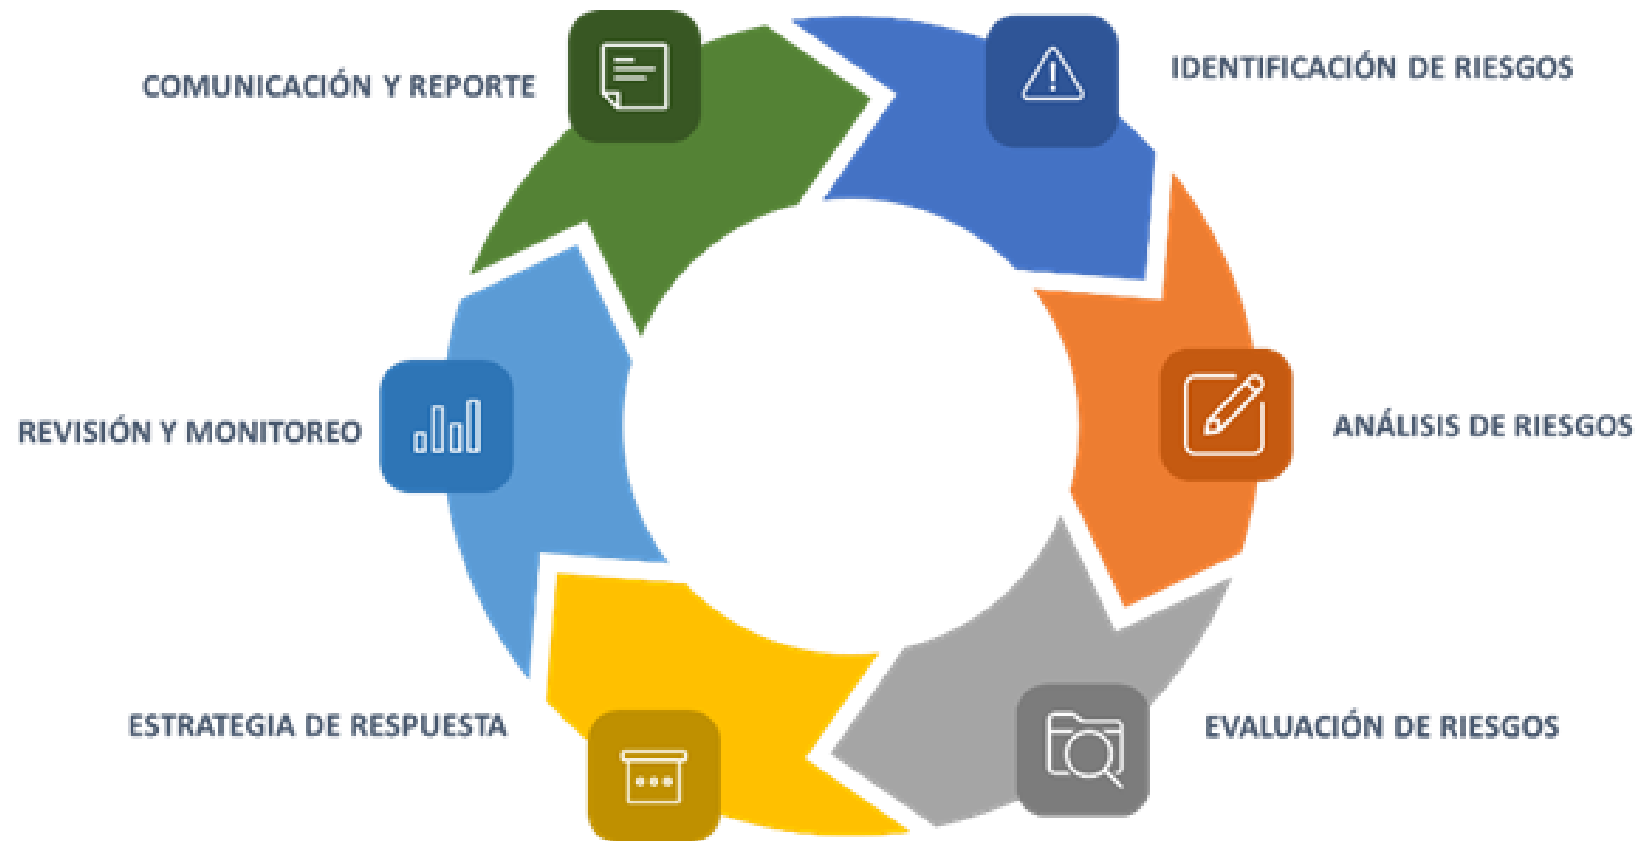 COMUNICACIÓN Y REPORTE
IDENTIFICACIÓN DE RIESGOS
REVISIÓN Y MONITOREO
ANÁLISIS DE RIESGOS
ESTRATEGIA DE RESPUESTA
EVALUACIÓN DE RIESGOS